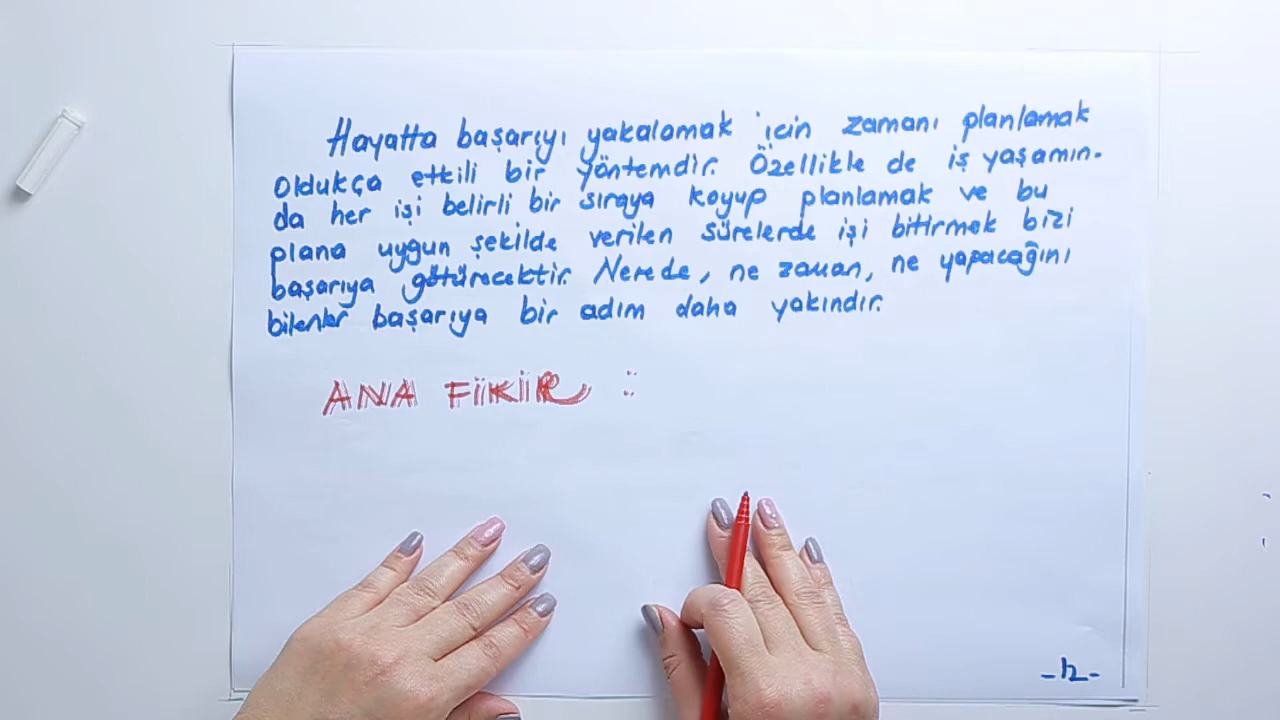 Hayatta başarıyı yakalamak için zamanı planlamak
oldukça etkili bir yöntemdir. Özellikle de iş yaşamın-
da her işi belirli bir sıraya koyup planlamak ve bu
plana uygun şekilde verilen sürelerde işi bitirmek bizi
başarıya götürecektir. Nerede, ne zaman, ne yapacağını
bilenler başarıya bir adım daha yakındır.
ANA FİKİR :